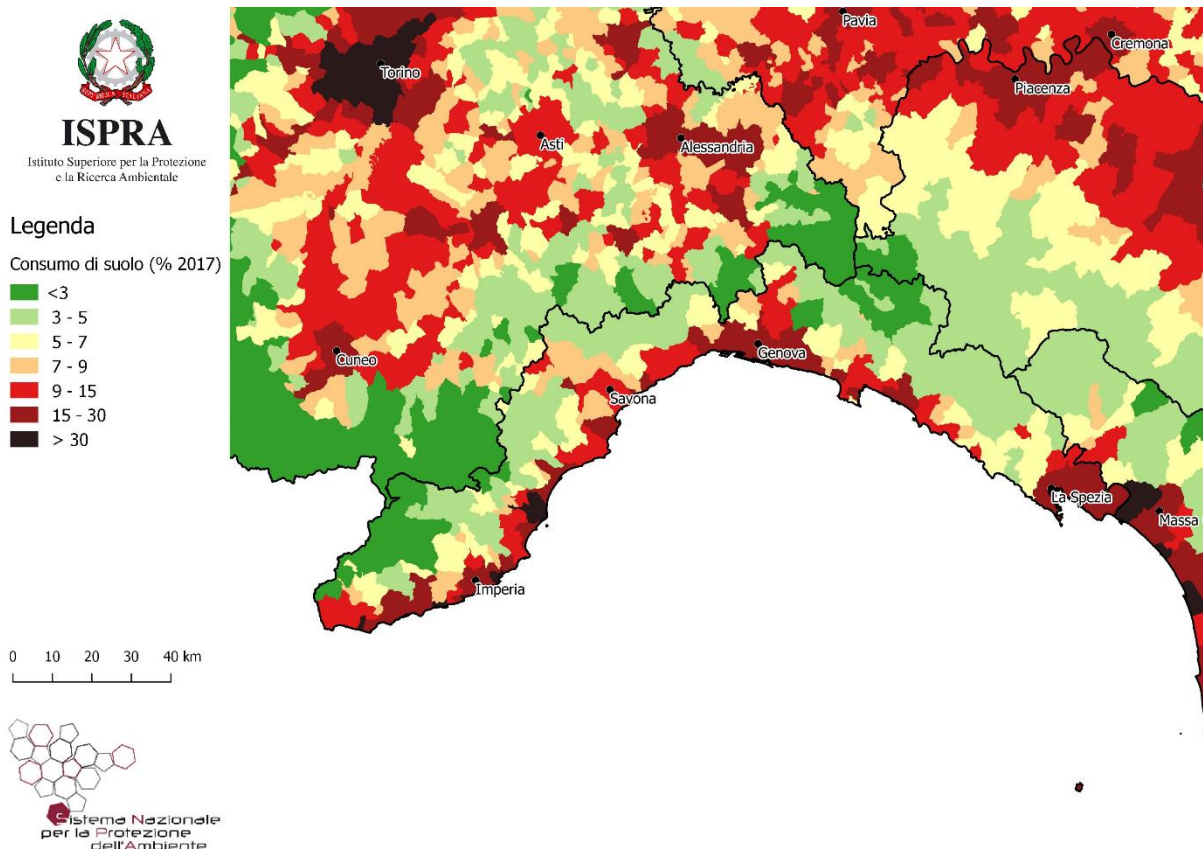 REPVBBLICA ITALIANA
ISPRA
Istituto Superiore per la Protezione
e la Ricerca Ambientale
Legenda
Consumo di suolo (% 2017)
<3
3 - 5
5 - 7
7 - 9
9 - 15
15 - 30
> 30
0 10 20 30 40 km
Sistema Nazionale
per la Protezione
dell'Ambiente
Pavia
Cremona
Torino
Piacenza
Asti
Alessandria
Cuneo
Genova
Savona
La Spezia
Massa
Imperia